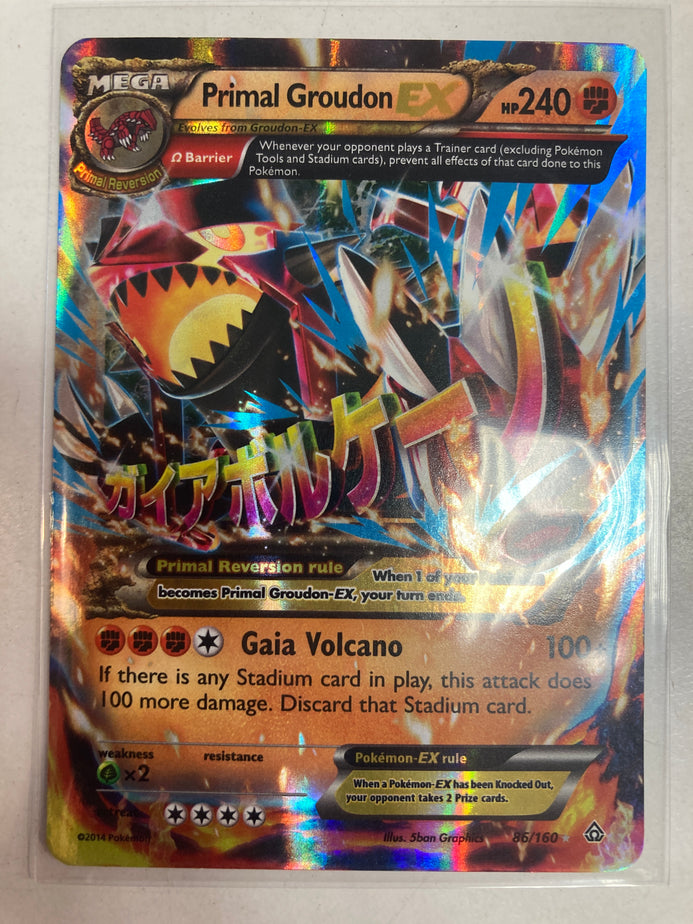 MEGA
Primal Groudon EX
HP240
Evolves from Groudon-EX
Primal Reversion
Ω Barrier
Whenever your opponent plays a Trainer card (excluding Pokémon
Tools and Stadium cards), prevent all effects of that card done to this
Pokémon.
ガイアボルケーノ
Primal Reversion rule
When 1 of your
becomes Primal Groudon-EX, your turn ends.
Gaia Volcano 100
If there is any Stadium card in play, this attack does
100 more damage. Discard that Stadium card.
weakness resistance
×2
Pokémon-EX rule
When a Pokémon-EX has been Knocked Out,
your opponent takes 2 Prize cards.
retreat
©2014 Pokémon
Illus. 5ban Graphics
86/160